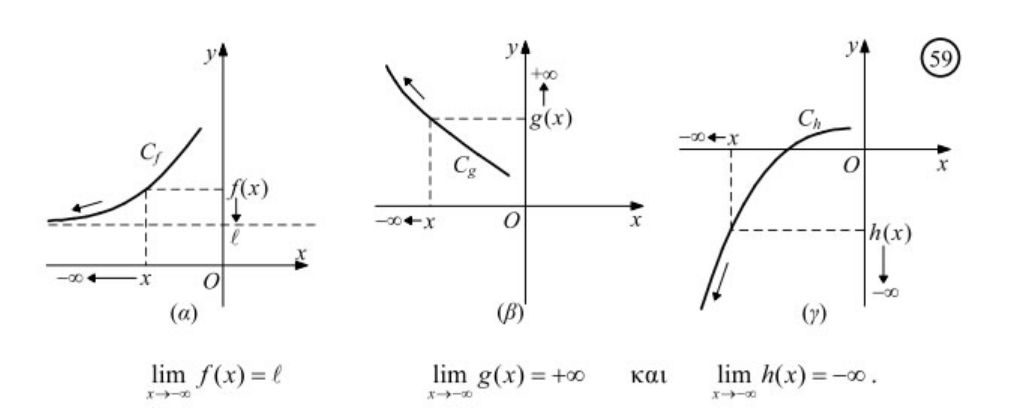 y y y 59
+∞
C_f g(x) C_h
−∞ x
f(x) C_g O x
ℓ −∞ x O x h(x)
x −∞
−∞ x O
(α) (β) (γ)
lim_{x→−∞} f(x) = ℓ lim_{x→−∞} g(x) = +∞ και lim_{x→−∞} h(x) = −∞ .